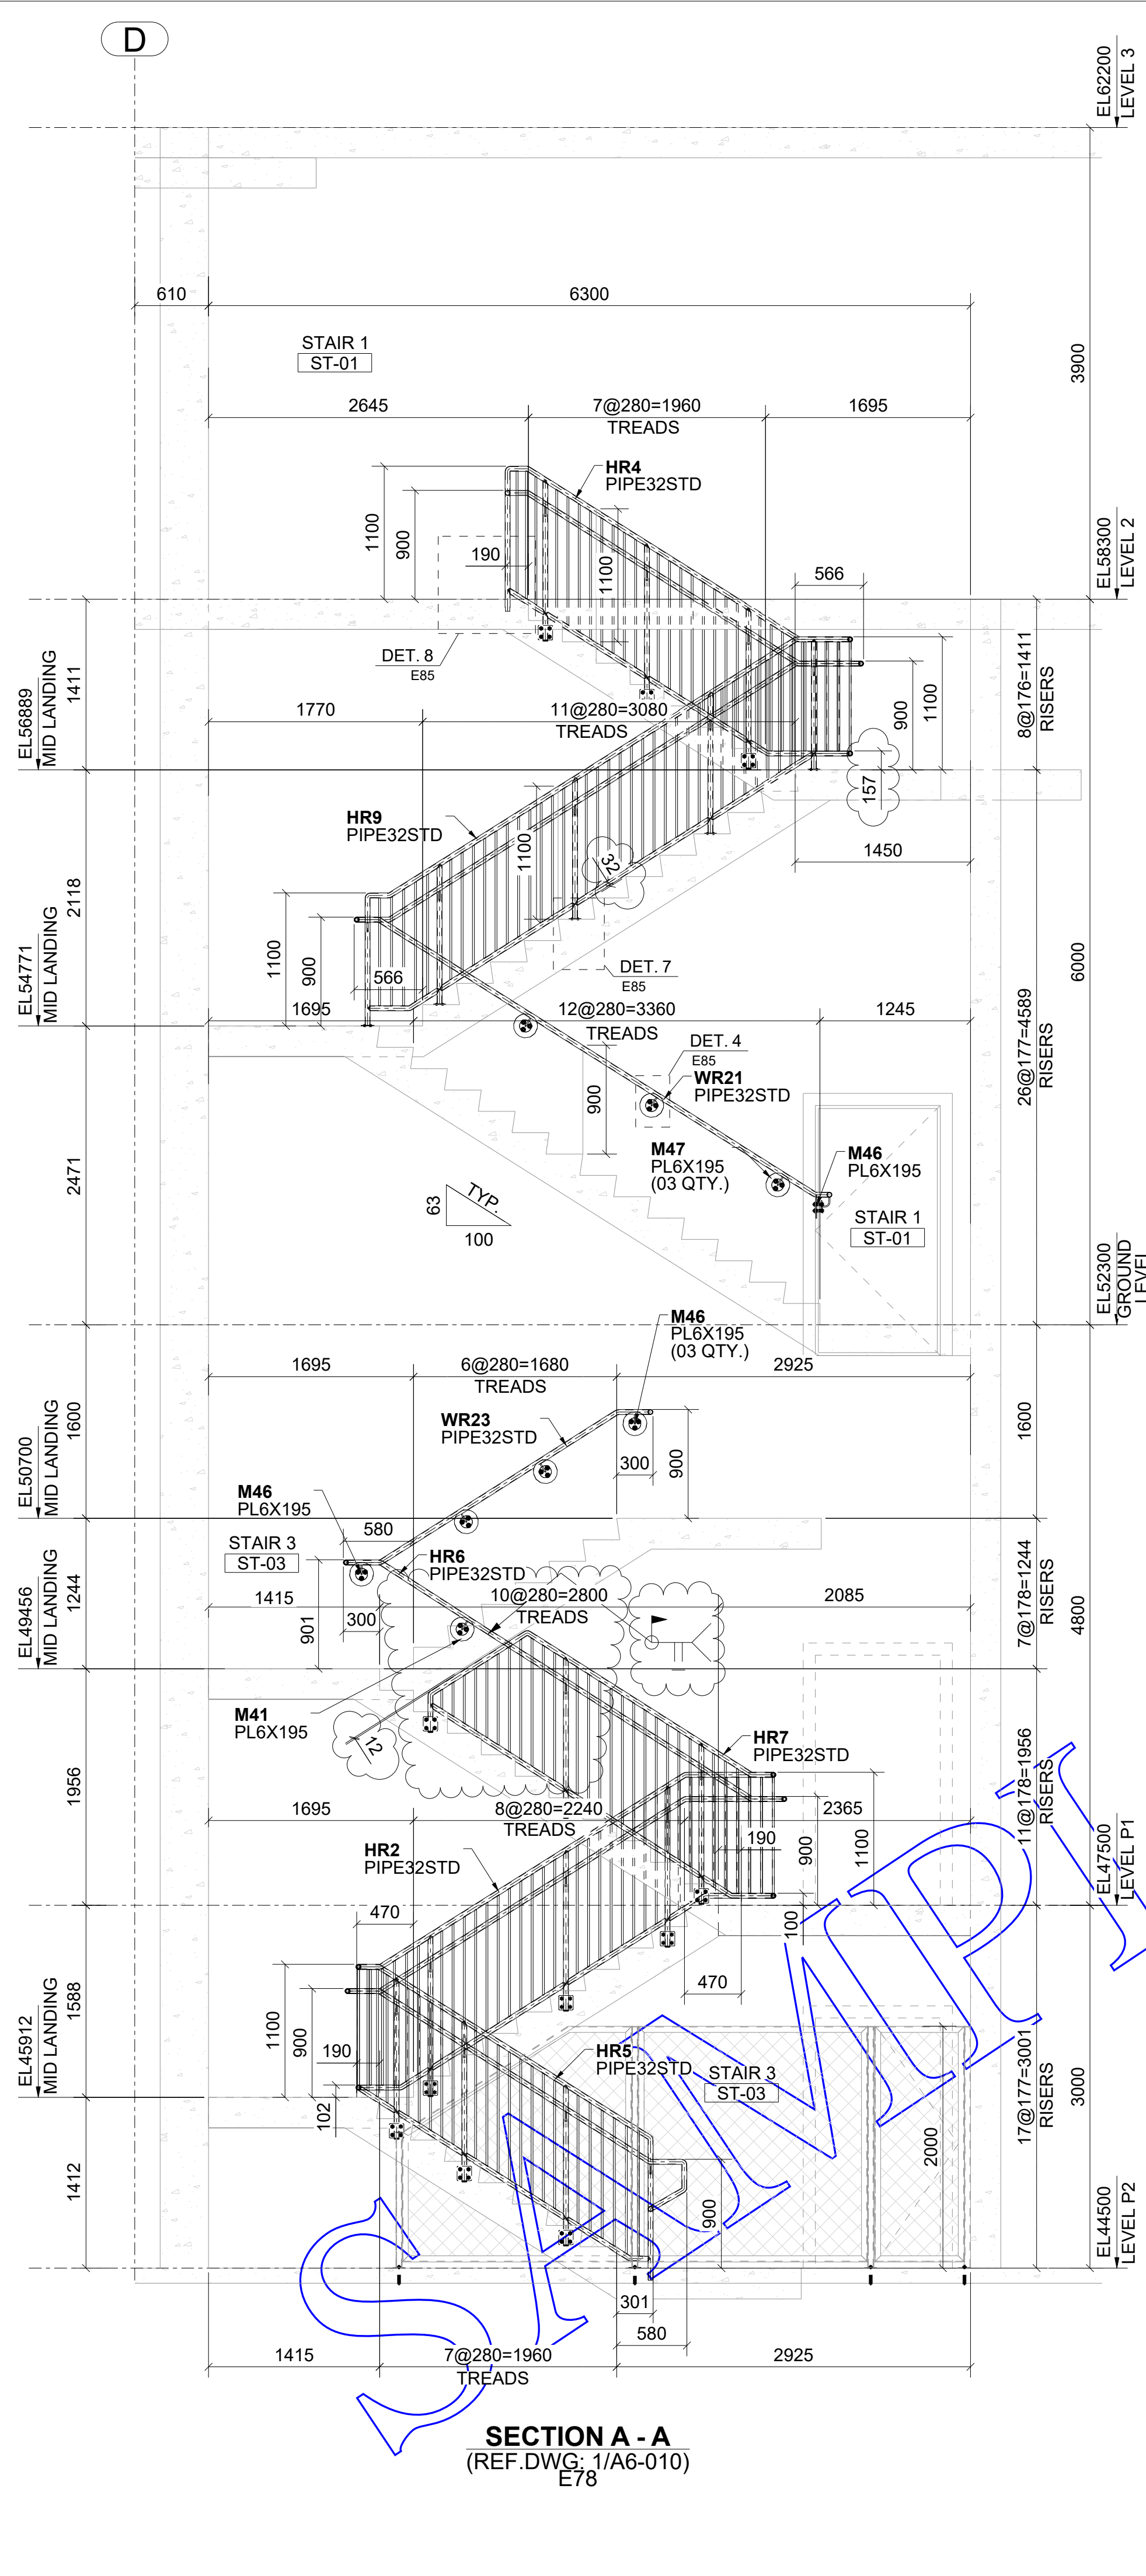 D
EL62200
LEVEL 3
610
6300
3900
STAIR 1
ST-01
2645
7@280=1960
TREADS
1695
HR4
PIPE32STD
1100
900
190
1100
566
EL58300
LEVEL 2
DET. 8
E85
1411
EL56889
MID LANDING
1770
11@280=3080
TREADS
900
1100
8@176=1411
RISERS
157
HR9
PIPE32STD
1100
32
1450
2118
1100
900
566
DET. 7
E85
6000
EL54771
MID LANDING
1695
12@280=3360
TREADS
1245
DET. 4
E85
WR21
PIPE32STD
900
26@177=4589
RISERS
M47
PL6X195
(03 QTY.)
M46
PL6X195
2471
63
TYP.
100
STAIR 1
ST-01
EL52300
GROUND
LEVEL
M46
PL6X195
(03 QTY.)
1695
6@280=1680
TREADS
2925
1600
EL50700
MID LANDING
WR23
PIPE32STD
300
900
1600
M46
PL6X195
580
STAIR 3
ST-03
HR6
PIPE32STD
1244
EL49456
MID LANDING
1415
901
300
10@280=2800
TREADS
2085
7@178=1244
RISERS
4800
M41
PL6X195
12
HR7
PIPE32STD
1956
1695
8@280=2240
TREADS
2365
11@178=1956
RISERS
HR2
PIPE32STD
190
900
1100
EL47500
LEVEL P1
470
100
470
1588
EL45912
MID LANDING
1100
900
190
102
HR5
PIPE32STD
STAIR 3
ST-03
17@177=3001
RISERS
3000
2000
1412
900
EL44500
LEVEL P2
301
580
1415
7@280=1960
TREADS
2925
SAMPL
SECTION A - A
(REF.DWG: 1/A6-010)
E78